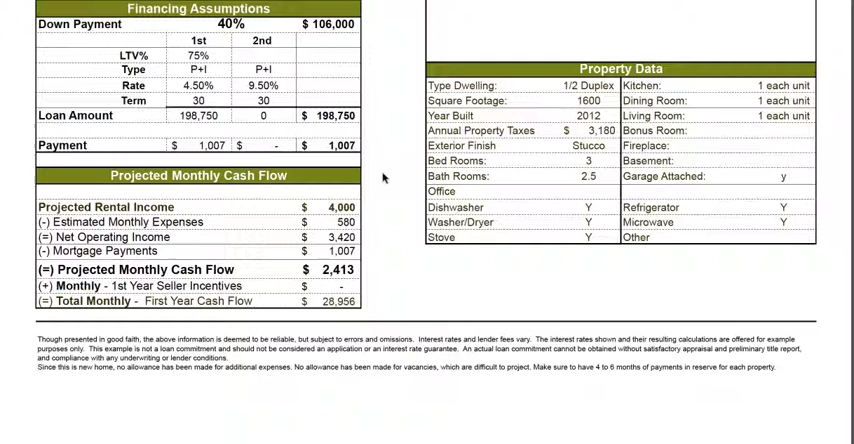 Financing Assumptions
Down Payment 40% $ 106,000
1st 2nd
LTV% 75%
Type P+I P+I
Rate 4.50% 9.50%
Term 30 30
Loan Amount 198,750 0 $ 198,750
Payment $ 1,007 $ - $ 1,007
Projected Monthly Cash Flow
Projected Rental Income $ 4,000
(-) Estimated Monthly Expenses $ 580
(=) Net Operating Income $ 3,420
(-) Mortgage Payments $ 1,007
(=) Projected Monthly Cash Flow $ 2,413
(+) Monthly - 1st Year Seller Incentives $ -
(=) Total Monthly - First Year Cash Flow $ 28,956
Property Data
Type Dwelling: 1/2 Duplex Kitchen: 1 each unit
Square Footage: 1600 Dining Room: 1 each unit
Year Built 2012 Living Room: 1 each unit
Annual Property Taxes $ 3,180 Bonus Room:
Exterior Finish Stucco Fireplace:
Bed Rooms: 3 Basement:
Bath Rooms: 2.5 Garage Attached: y
Office
Dishwasher Y Refrigerator Y
Washer/Dryer Y Microwave Y
Stove Y Other
Though presented in good faith, the above information is deemed to be reliable, but subject to errors and omissions. Interest rates and lender fees vary. The interest rates shown and their resulting calculations are offered for example
purposes only. This example is not a loan commitment and should not be considered an application or an interest rate guarantee. An actual loan commitment cannot be obtained without satisfactory appraisal and preliminary title report,
and compliance with any underwriting or lender conditions.
Since this is new home, no allowance has been made for additional expenses. No allowance has been made for vacancies, which are difficult to project. Make sure to have 4 to 6 months of payments in reserve for each property.